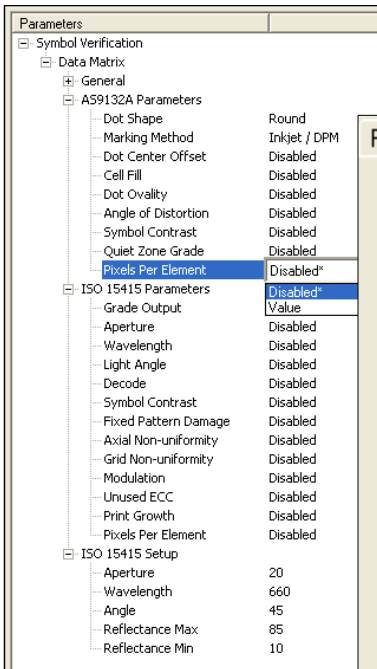 Parameters
Symbol Verification
Data Matrix
General
AS9132A Parameters
Dot Shape Round
Marking Method Inkjet / DPM
Dot Center Offset Disabled
Cell Fill Disabled
Dot Ovality Disabled
Angle of Distortion Disabled
Symbol Contrast Disabled
Quiet Zone Grade Disabled
Pixels Per Element Disabled*
ISO 15415 Parameters Disabled*
Grade Output Value
Aperture Disabled
Wavelength Disabled
Light Angle Disabled
Decode Disabled
Symbol Contrast Disabled
Fixed Pattern Damage Disabled
Axial Non-uniformity Disabled
Grid Non-uniformity Disabled
Modulation Disabled
Unused ECC Disabled
Print Growth Disabled
Pixels Per Element Disabled
ISO 15415 Setup
Aperture 20
Wavelength 660
Angle 45
Reflectance Max 85
Reflectance Min 10